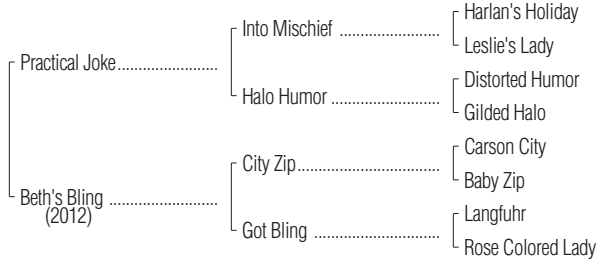 Harlan's Holiday
Into Mischief ........................
Leslie's Lady
Practical Joke........................
Distorted Humor
Halo Humor ..........................
Gilded Halo
Carson City
City Zip..................................
Baby Zip
Beth's Bling ..........................
(2012)
Langfuhr
Got Bling ..............................
Rose Colored Lady